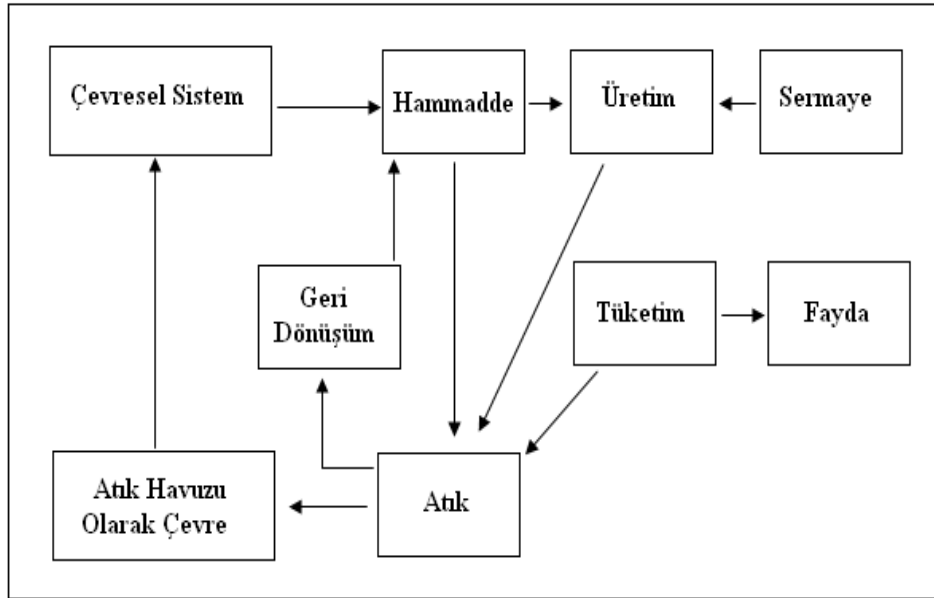 Çevresel Sistem
Hammadde
Üretim
Sermaye
Geri
Dönüşüm
Tüketim
Fayda
Atık Havuzu
Olarak Çevre
Atık